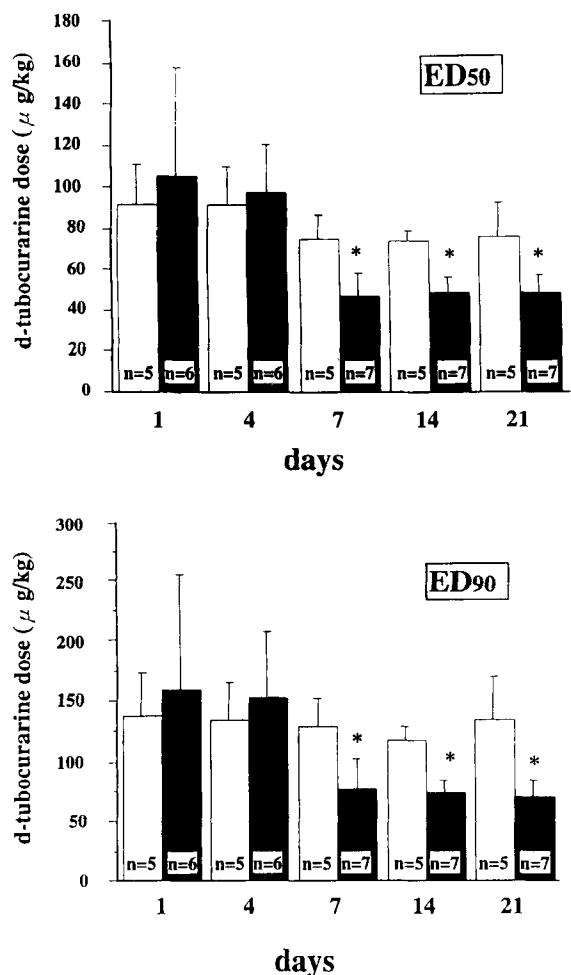 180
160
140
120
100
80
60
40
20
0
d-tubocurarine dose ( μ g/kg)
ED50
*
*
*
n=5 n=6 n=5 n=6 n=5 n=7 n=5 n=7 n=5 n=7
1 4 7 14 21
days
300
250
200
150
100
50
0
d-tubocurarine dose ( μ g/kg)
ED90
*
*
*
n=5 n=6 n=5 n=6 n=5 n=7 n=5 n=7 n=5 n=7
1 4 7 14 21
days